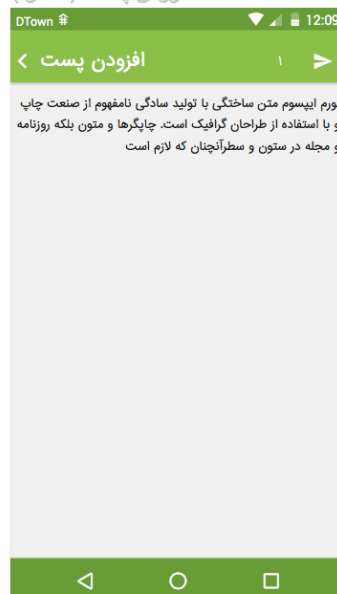 DTown 12:09
افزودن پست ۱
لورم ایپسوم متن ساختگی با تولید سادگی نامفهوم از صنعت چاپ
و با استفاده از طراحان گرافیک است. چاپگرها و متون بلکه روزنامه
و مجله در ستون و سطرآنچنان که لازم است